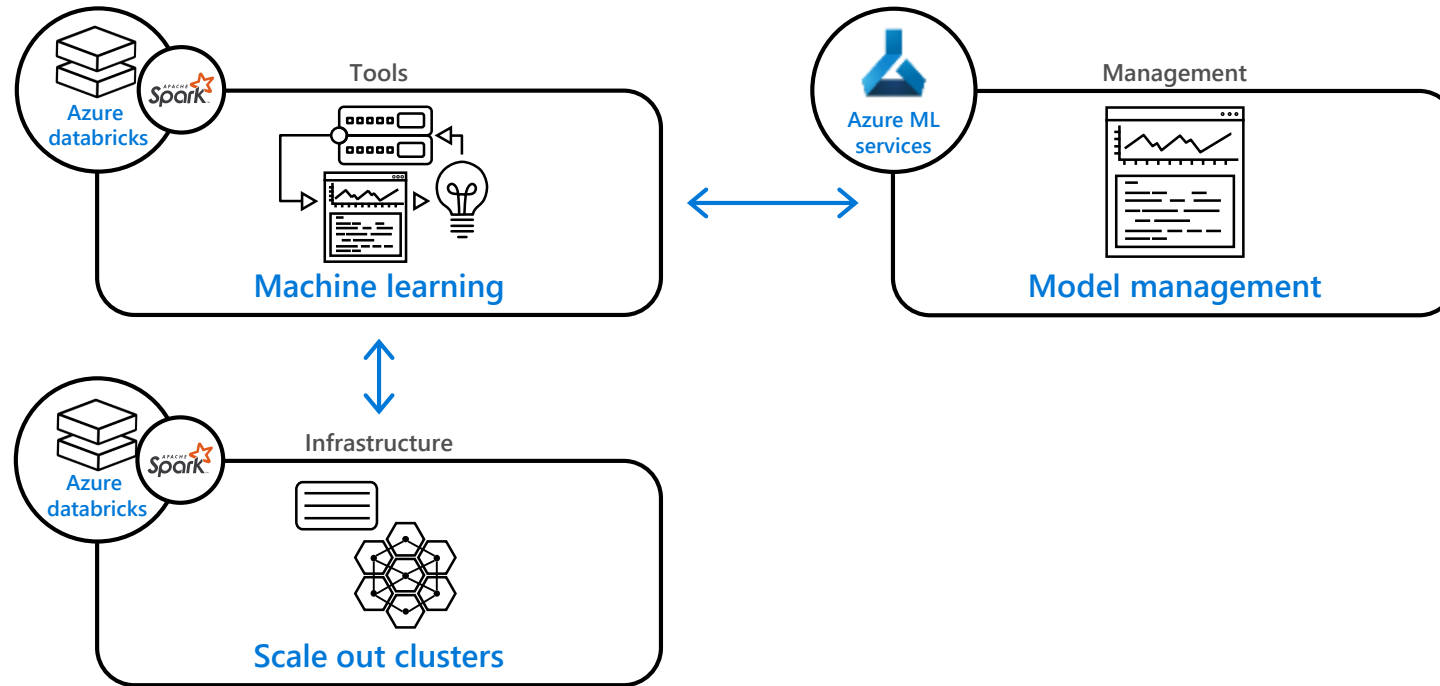 Tools
APACHE
Spark
Azure
databricks
Machine learning
Management
Azure ML
services
Model management
Infrastructure
APACHE
Spark
Azure
databricks
Scale out clusters